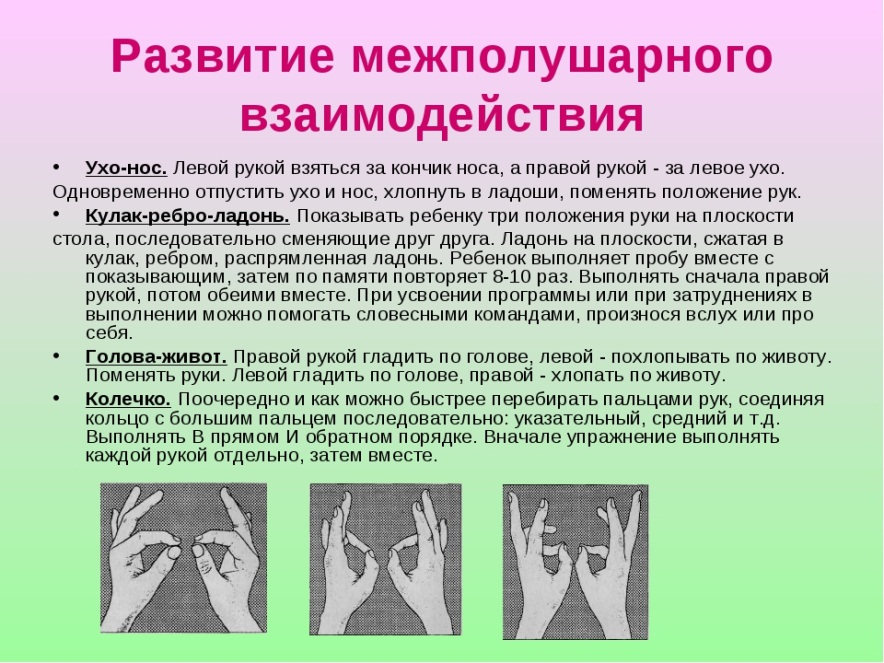 Развитие межполушарного
взаимодействия
• Ухо-нос. Левой рукой взяться за кончик носа, а правой рукой - за левое ухо.
Одновременно отпустить ухо и нос, хлопнуть в ладоши, поменять положение рук.
• Кулак-ребро-ладонь. Показывать ребенку три положения руки на плоскости
стола, последовательно сменяющие друг друга. Ладонь на плоскости, сжатая в
кулак, ребром, распрямленная ладонь. Ребенок выполняет пробу вместе с
показывающим, затем по памяти повторяет 8-10 раз. Выполнять сначала правой
рукой, потом обеими вместе. При усвоении программы или при затруднениях в
выполнении можно помогать словесными командами, произнося вслух или про
себя.
• Голова-живот. Правой рукой гладить по голове, левой - похлопывать по животу.
Поменять руки. Левой гладить по голове, правой - хлопать по животу.
• Колечко. Поочередно и как можно быстрее перебирать пальцами рук, соединяя
кольцо с большим пальцем последовательно: указательный, средний и т.д.
Выполнять В прямом И обратном порядке. Вначале упражнение выполнять
каждой рукой отдельно, затем вместе.